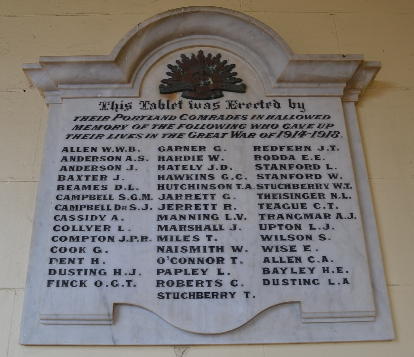 This Tablet was Erected by
THEIR PORTLAND COMRADES IN HALLOWED
MEMORY OF THE FOLLOWING WHO GAVE UP
THEIR LIVES IN THE GREAT WAR OF 1914-1918.
ALLEN W.W.B. GARNER G. REDFERN J.T.
ANDERSON A.S. HARDIE W. RODDA E.E.
ANDERSON J. HATELY J.D. STANFORD L.
BAXTER J. HAWKINS G.C. STANFORD W.
BEAMES D.L. HUTCHINSON T.A. STUCHBERRY W.T.
CAMPBELL S.G.M. JARRETT G. THEISINGER N.L.
CAMPBELL DR S.J. JERRETT R. TEAGUE C.T.
CASSIDY A. MANNING L.V. TRANGMAR A.J.
COLLYER L. MARSHALL J. UPTON L.J.
COMPTON J.P.R. MILES T. WILSON S.
COOK G. NAISMITH W. WISE E.
DENT H. O'CONNOR T. ALLEN C.A.
DUSTING H.J. PAPLEY L. BAYLEY H.E.
FINCK O.G.T. ROBERTS C. DUSTING L.A
STUCHBERRY T.